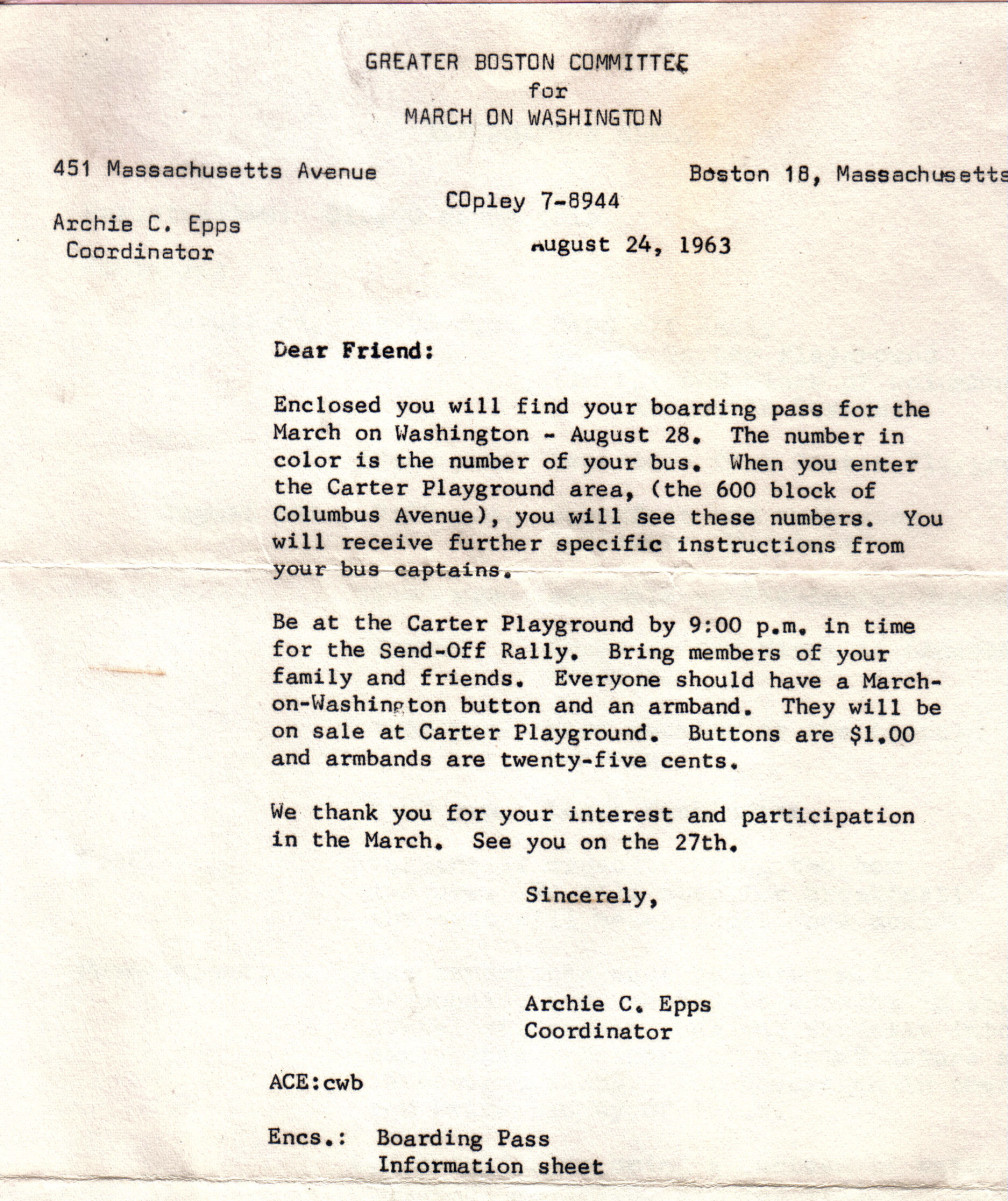 GREATER BOSTON COMMITTEE
for
MARCH ON WASHINGTON
451 Massachusetts Avenue
Boston 18, Massachusetts
COpley 7-8944
Archie C. Epps
Coordinator
August 24, 1963
Dear Friend:
Enclosed you will find your boarding pass for the
March on Washington - August 28.  The number in
color is the number of your bus.  When you enter
the Carter Playground area, (the 600 block of
Columbus Avenue), you will see these numbers.  You
will receive further specific instructions from
your bus captains.
Be at the Carter Playground by 9:00 p.m. in time
for the Send-Off Rally.  Bring members of your
family and friends.  Everyone should have a March-
on-Washington button and an armband.  They will be
on sale at Carter Playground.  Buttons are $1.00
and armbands are twenty-five cents.
We thank you for your interest and participation
in the March.  See you on the 27th.
Sincerely,
Archie C. Epps
Coordinator
ACE:cwb
Encs.:  Boarding Pass
Information sheet